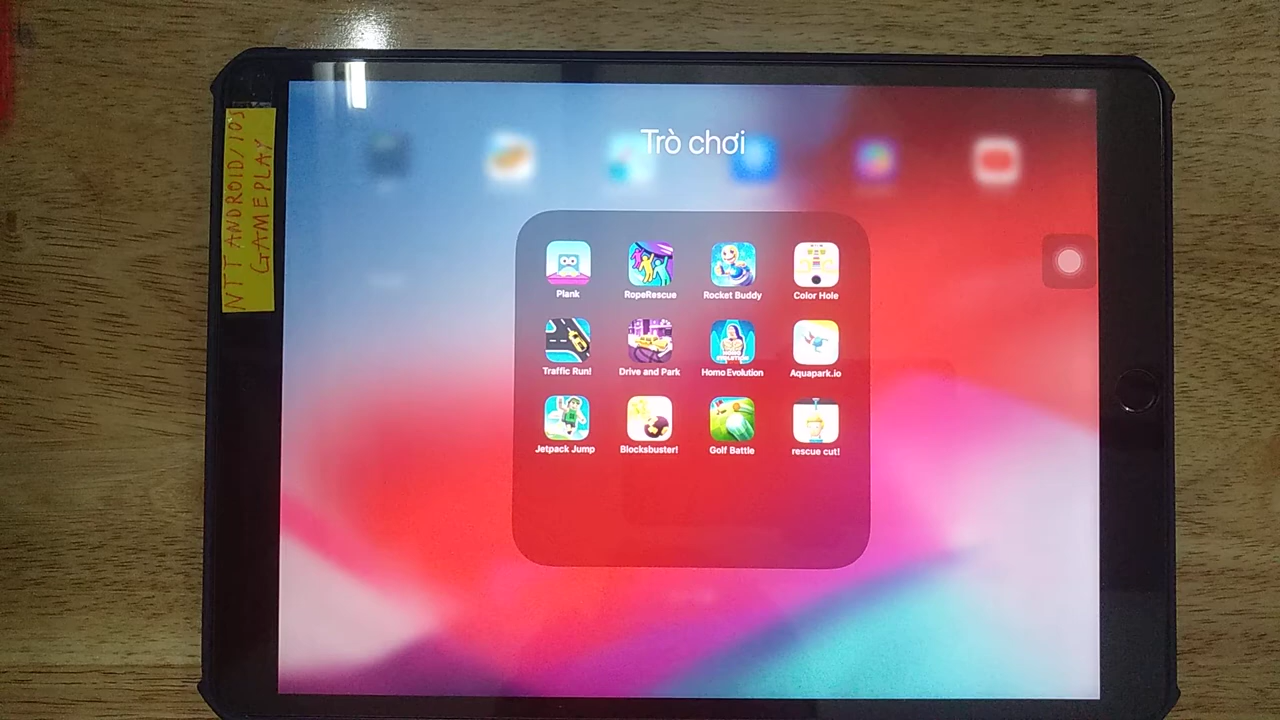 NTT ANDROID/IOS
GAMEPLAY
Trò chơi
Plank
RopeRescue
Rocket Buddy
Color Hole
Traffic Run!
Drive and Park
Homo Evolution
Aquapark.io
Jetpack Jump
Blocksbuster!
Golf Battle
rescue cut!